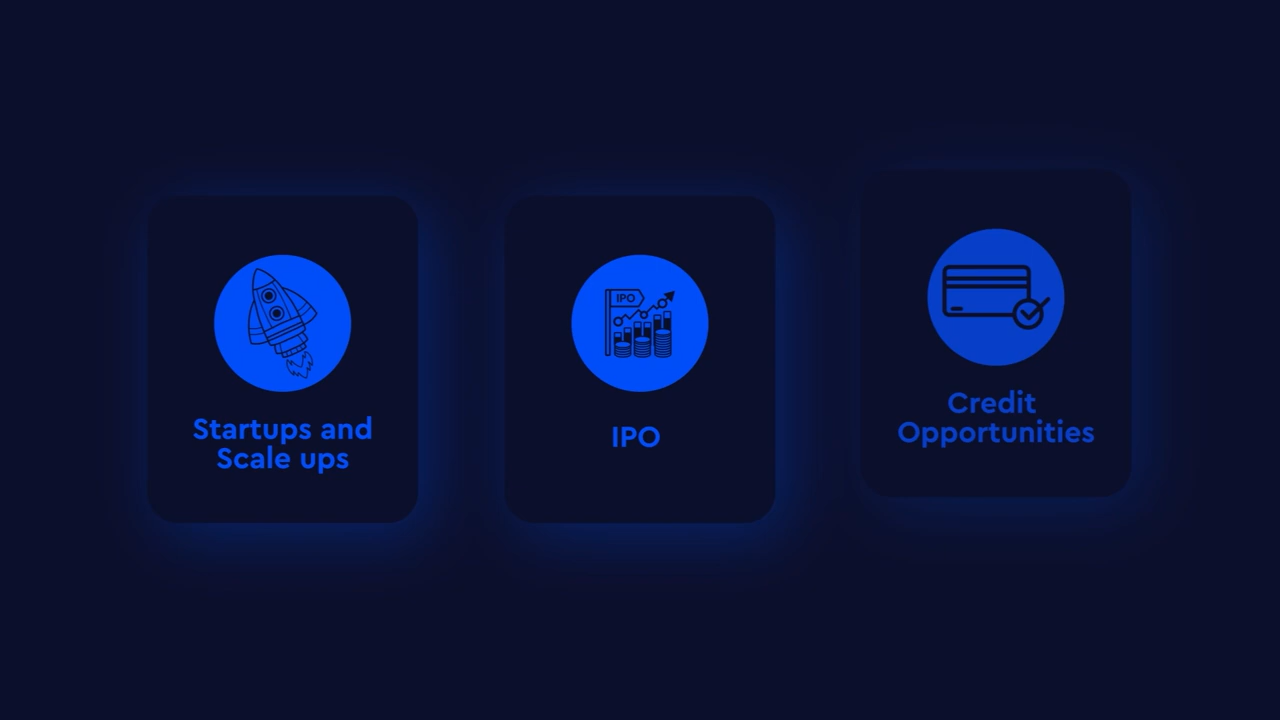 Startups and
Scale ups
IPO
IPO
Credit
Opportunities